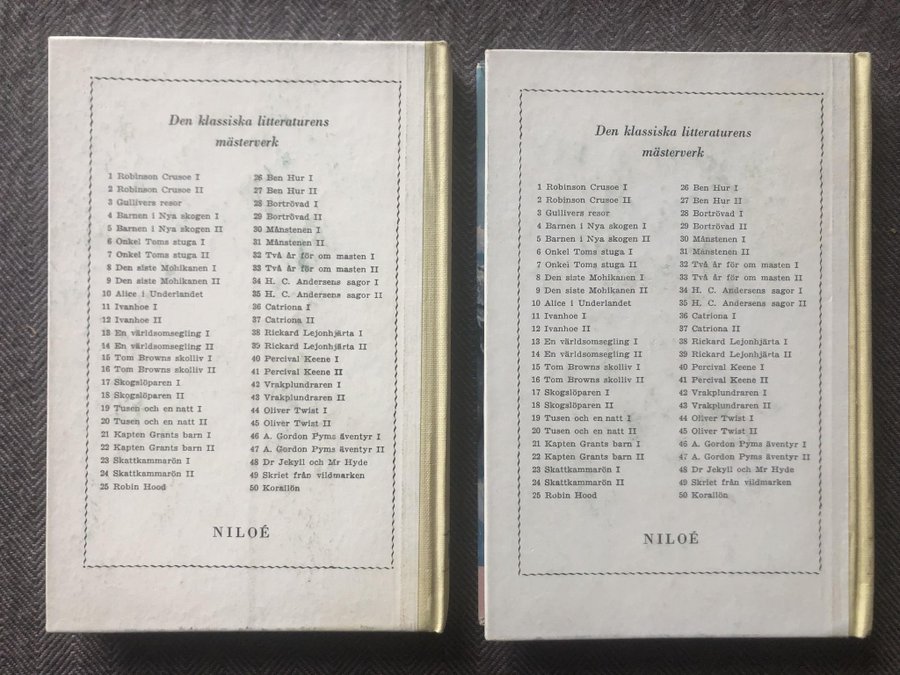 Den klassiska litteraturens
mästerverk
1 Robinson Crusoe I
2 Robinson Crusoe II
3 Gullivers resor
4 Barnen i Nya skogen I
5 Barnen i Nya skogen II
6 Onkel Toms stuga I
7 Onkel Toms stuga II
8 Den siste Mohikanen I
9 Den siste Mohikanen II
10 Alice i Underlandet
11 Ivanhoe I
12 Ivanhoe II
13 En världsomsegling I
14 En världsomsegling II
15 Tom Browns skolliv I
16 Tom Browns skolliv II
17 Skogslöparen I
18 Skogslöparen II
19 Tusen och en natt I
20 Tusen och en natt II
21 Kapten Grants barn I
22 Kapten Grants barn II
23 Skattkammarön I
24 Skattkammarön II
25 Robin Hood
26 Ben Hur I
27 Ben Hur II
28 Bortrövad I
29 Bortrövad II
30 Månstenen I
31 Månstenen II
32 Två år för om masten I
33 Två år för om masten II
34 H. C. Andersens sagor I
35 H. C. Andersens sagor II
36 Catriona I
37 Catriona II
38 Rickard Lejonhjärta I
39 Rickard Lejonhjärta II
40 Percival Keene I
41 Percival Keene II
42 Vrakplundraren I
43 Vrakplundraren II
44 Oliver Twist I
45 Oliver Twist II
46 A. Gordon Pyms äventyr I
47 A. Gordon Pyms äventyr II
48 Dr Jekyll och Mr Hyde
49 Skriet från vildmarken
50 Korallön
NILOÉ
Den klassiska litteraturens
mästerverk
1 Robinson Crusoe I
2 Robinson Crusoe II
3 Gullivers resor
4 Barnen i Nya skogen I
5 Barnen i Nya skogen II
6 Onkel Toms stuga I
7 Onkel Toms stuga II
8 Den siste Mohikanen I
9 Den siste Mohikanen II
10 Alice i Underlandet
11 Ivanhoe I
12 Ivanhoe II
13 En världsomsegling I
14 En världsomsegling II
15 Tom Browns skolliv I
16 Tom Browns skolliv II
17 Skogslöparen I
18 Skogslöparen II
19 Tusen och en natt I
20 Tusen och en natt II
21 Kapten Grants barn I
22 Kapten Grants barn II
23 Skattkammarön I
24 Skattkammarön II
25 Robin Hood
26 Ben Hur I
27 Ben Hur II
28 Bortrövad I
29 Bortrövad II
30 Månstenen I
31 Månstenen II
32 Två år för om masten I
33 Två år för om masten II
34 H. C. Andersens sagor I
35 H. C. Andersens sagor II
36 Catriona I
37 Catriona II
38 Rickard Lejonhjärta I
39 Rickard Lejonhjärta II
40 Percival Keene I
41 Percival Keene II
42 Vrakplundraren I
43 Vrakplundraren II
44 Oliver Twist I
45 Oliver Twist II
46 A. Gordon Pyms äventyr I
47 A. Gordon Pyms äventyr II
48 Dr Jekyll och Mr Hyde
49 Skriet från vildmarken
50 Korallön
NILOÉ